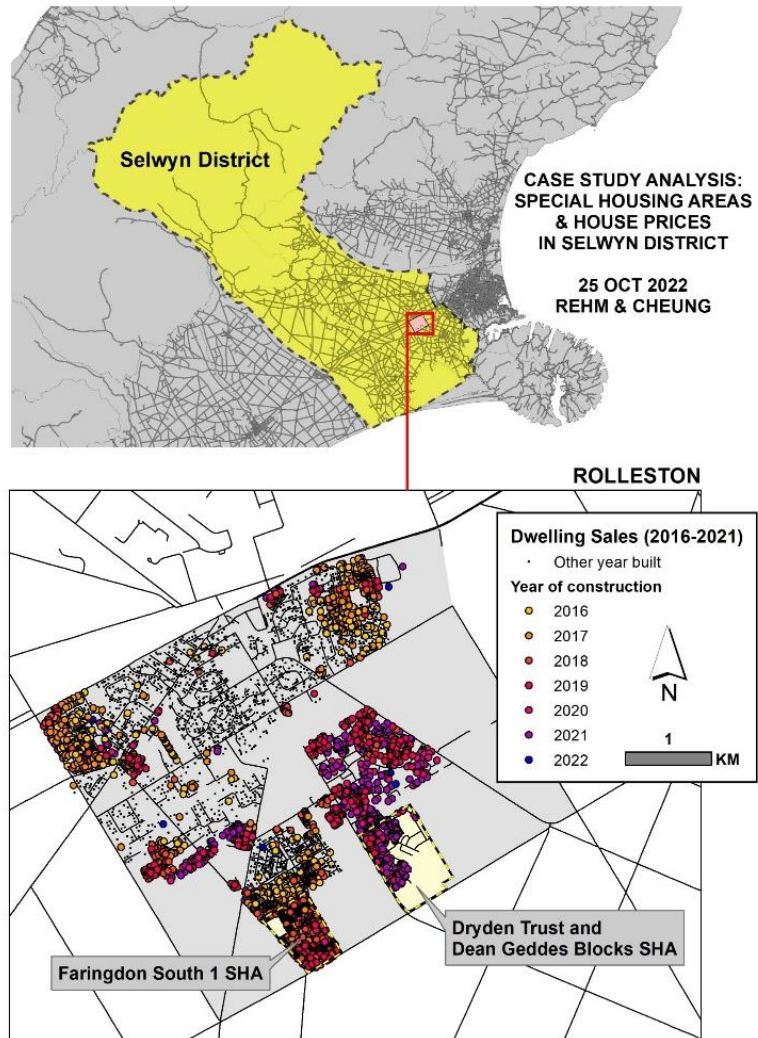 Selwyn District
CASE STUDY ANALYSIS:
SPECIAL HOUSING AREAS
& HOUSE PRICES
IN SELWYN DISTRICT
25 OCT 2022
REHM & CHEUNG
ROLLESTON
Dwelling Sales (2016-2021)
Other year built
Year of construction
2016
2017
2018
2019
2020
2021
2022
N
1
KM
Dryden Trust and
Dean Geddes Blocks SHA
Faringdon South 1 SHA